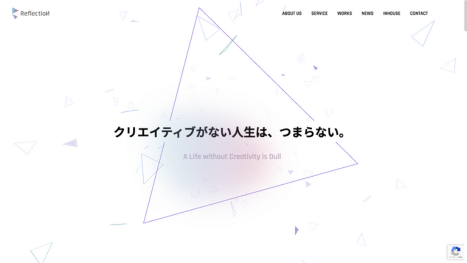 Reflection
ABOUT US
SERVICE
WORKS
NEWS
INHOUSE
CONTACT
クリエイティブがない人生は、つまらない。
A Life without Creativity Is Dull